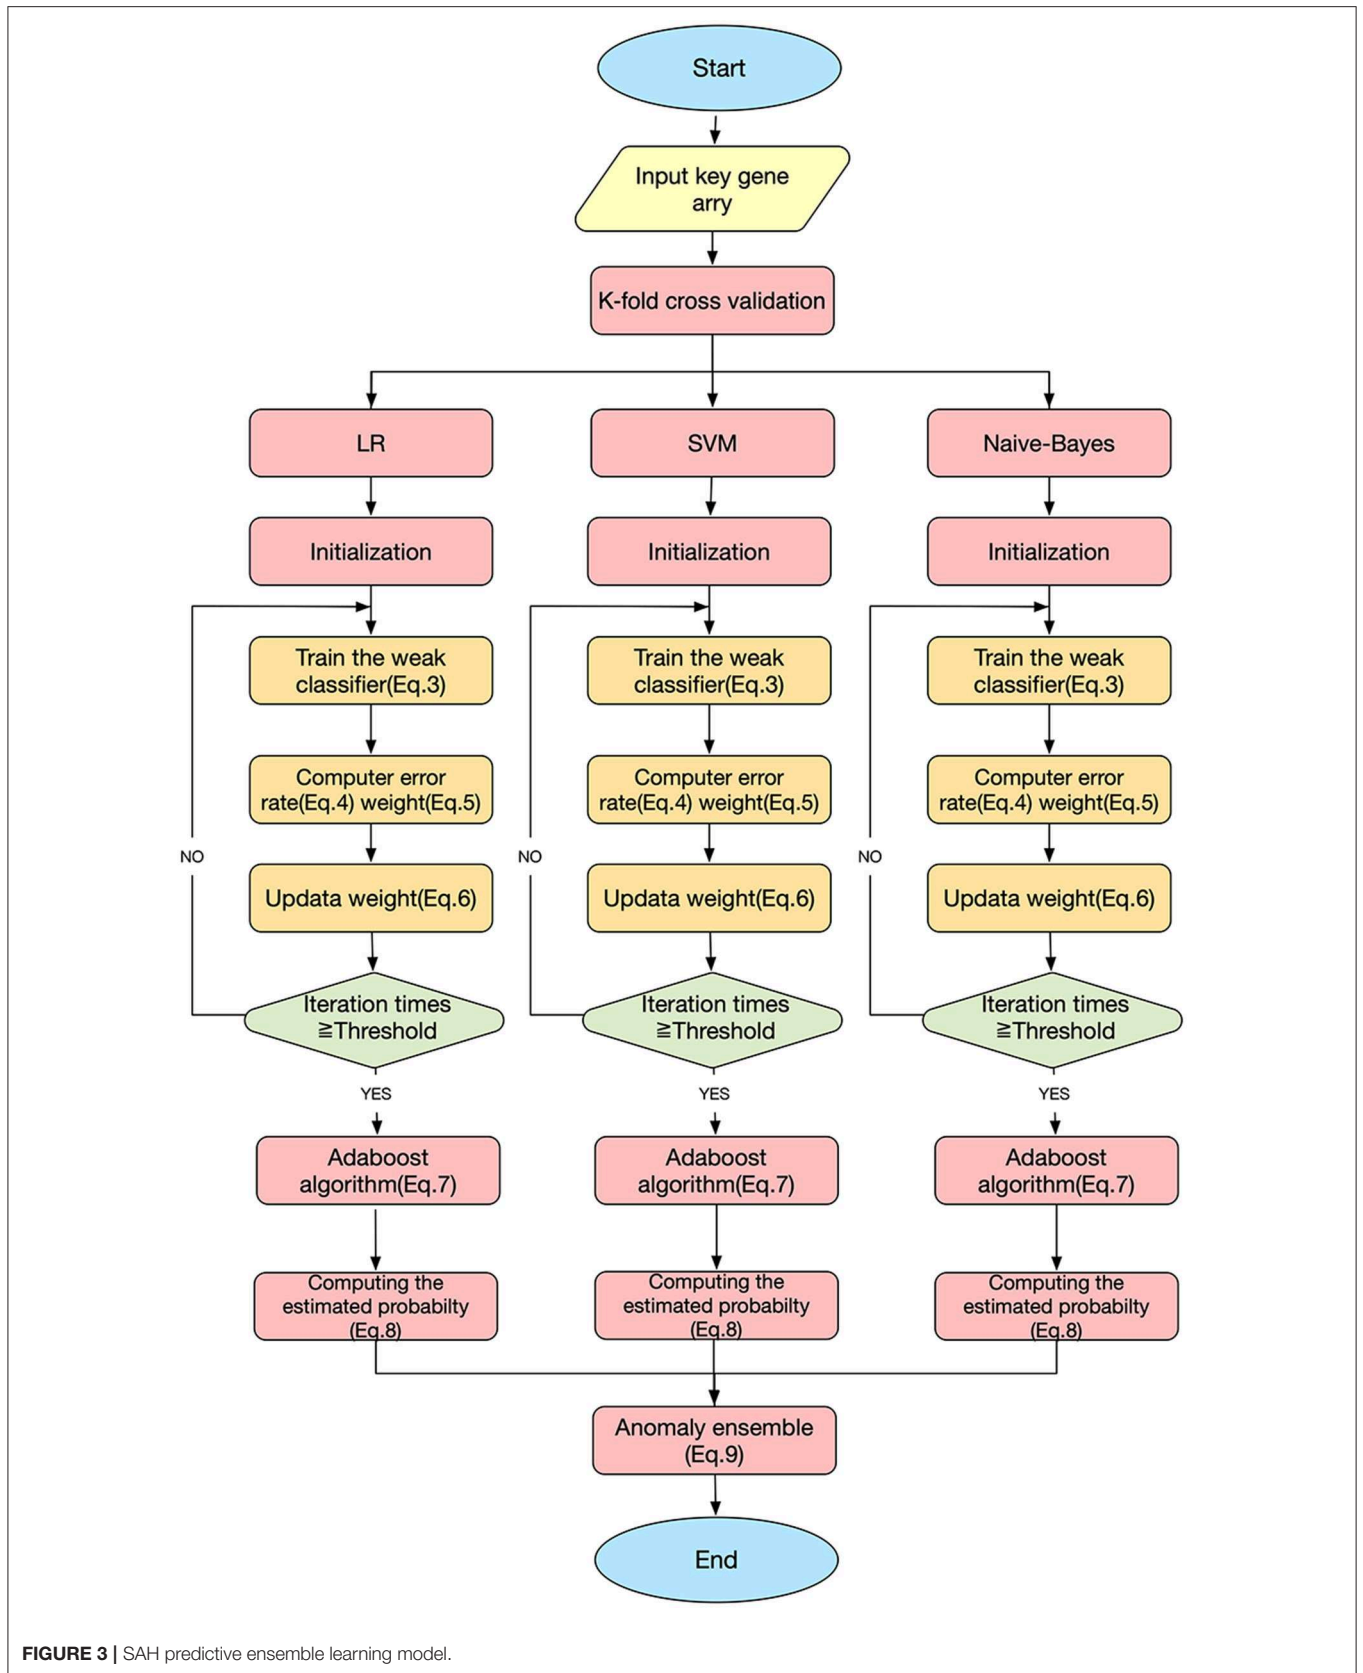 Start
Input key gene
arry
K-fold cross validation
LR
SVM
Naive-Bayes
Initialization
Initialization
Initialization
Train the weak
classifier(Eq.3)
Train the weak
classifier(Eq.3)
Train the weak
classifier(Eq.3)
Computer error
rate(Eq.4) weight(Eq.5)
Computer error
rate(Eq.4) weight(Eq.5)
Computer error
rate(Eq.4) weight(Eq.5)
NO
NO
NO
Updata weight(Eq.6)
Updata weight(Eq.6)
Updata weight(Eq.6)
Iteration times
≧Threshold
Iteration times
≧Threshold
Iteration times
≧Threshold
YES
YES
YES
Adaboost
algorithm(Eq.7)
Adaboost
algorithm(Eq.7)
Adaboost
algorithm(Eq.7)
Computing the
estimated probabilty
(Eq.8)
Computing the
estimated probabilty
(Eq.8)
Computing the
estimated probabilty
(Eq.8)
Anomaly ensemble
(Eq.9)
End
FIGURE 3 | SAH predictive ensemble learning model.